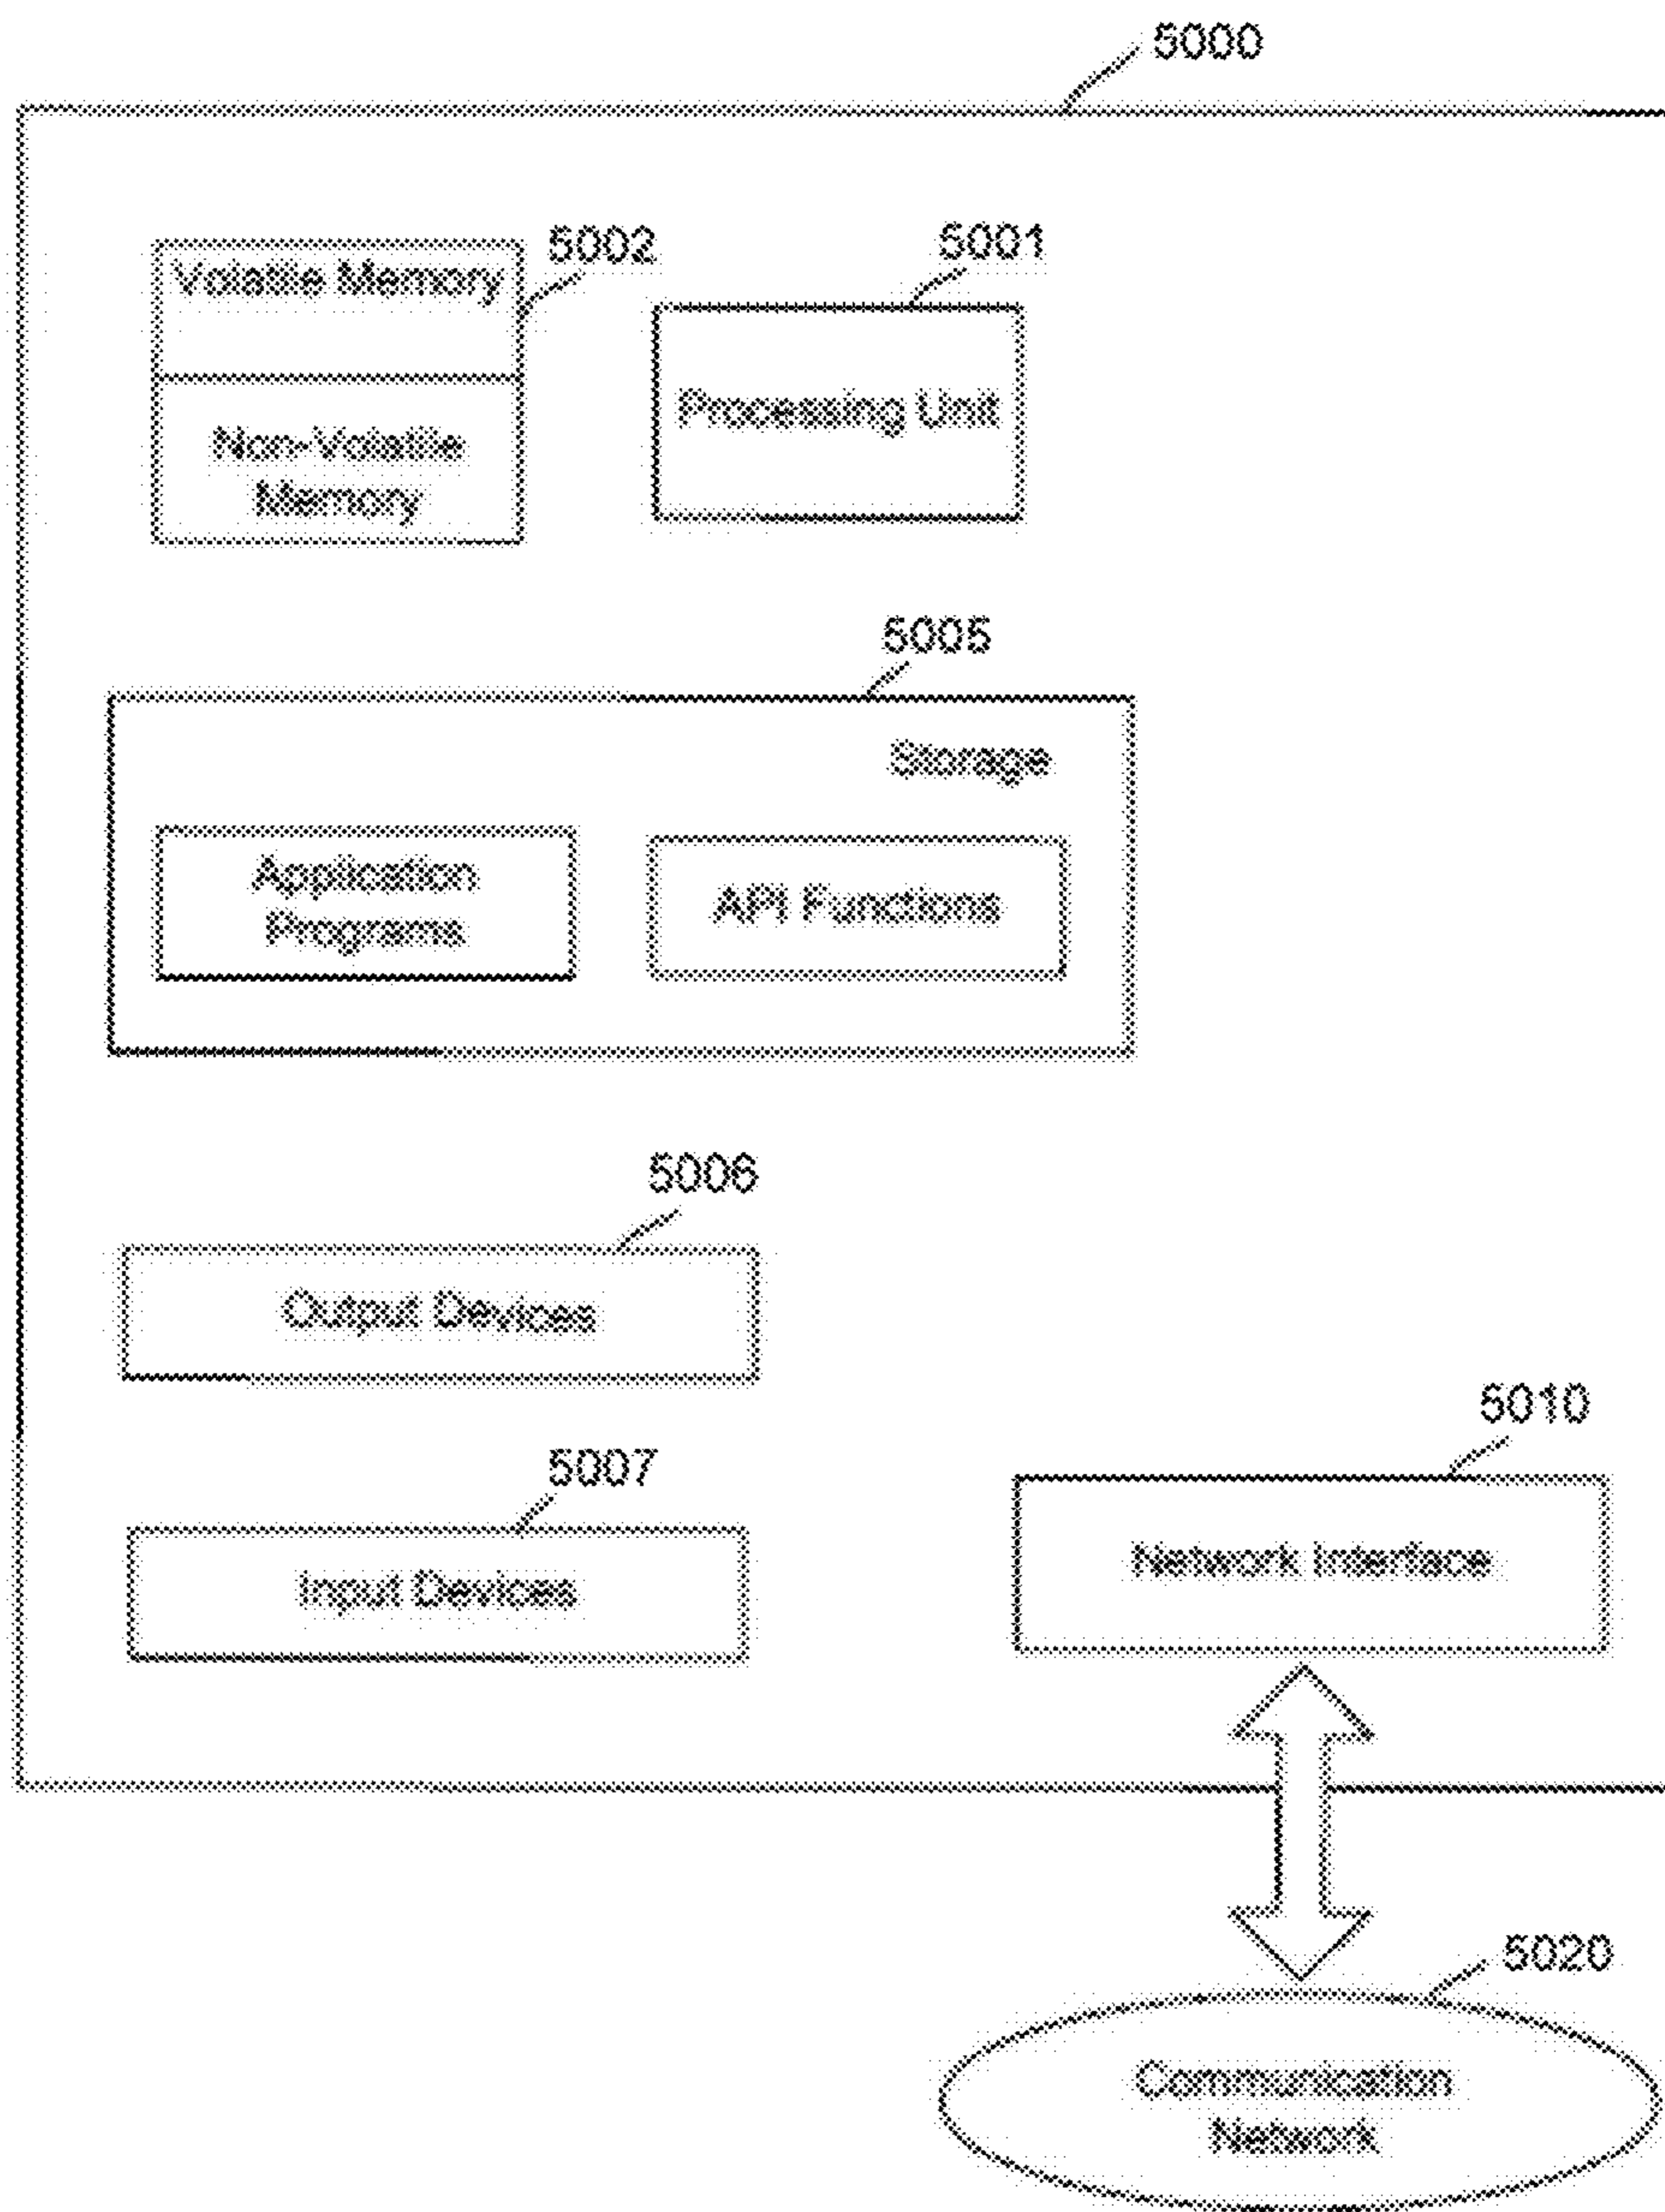 5000
5002
5001
Volatile Memory
Processing Unit
Non-Volatile
Memory
5005
Storage
Application
Programs
API Functions
5006
Output Devices
5010
5007
Network Interface
Input Devices
5020
Communication
Network